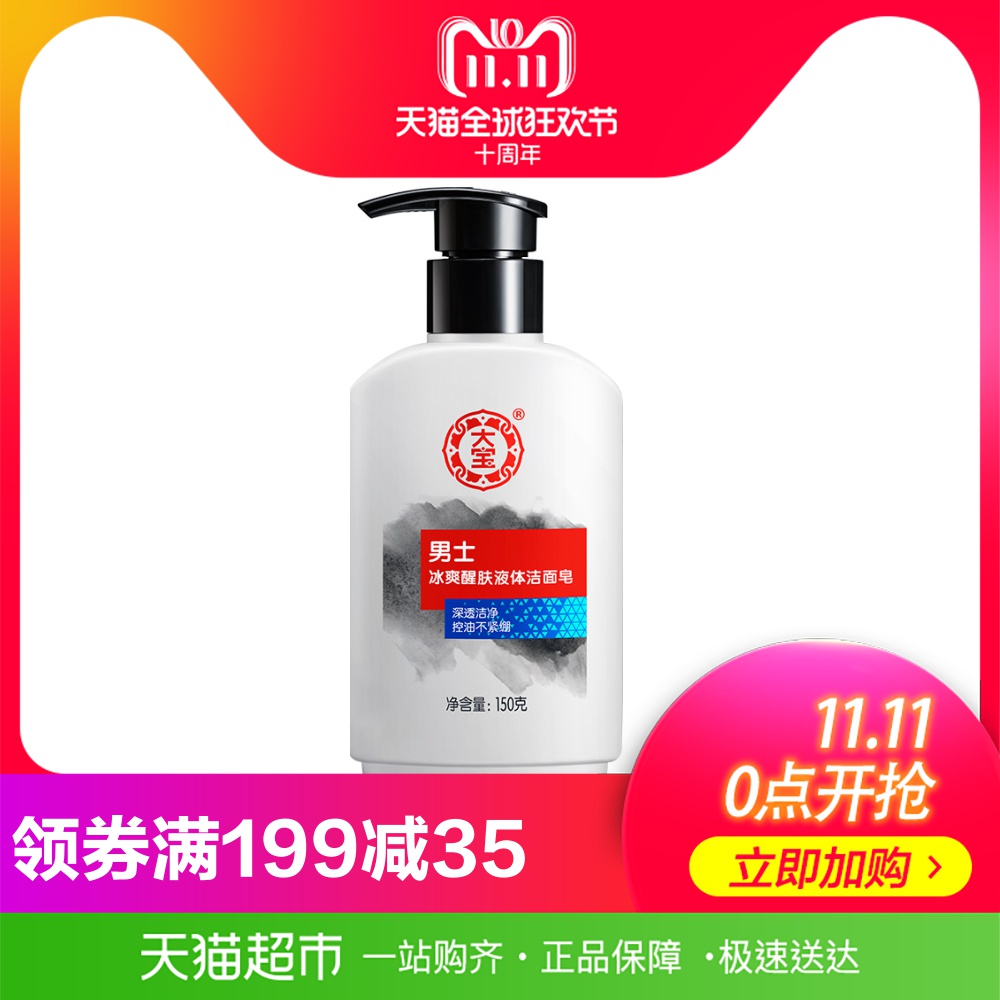 10
11.11
天猫全球狂欢节
十周年
大宝
®
男士
冰爽醒肤液体洁面皂
深透洁净
控油不紧绷
净含量：150克
11.11
0点开抢
立即加购 >
领券满199减35
天猫超市 一站购齐·正品保障 ·极速送达